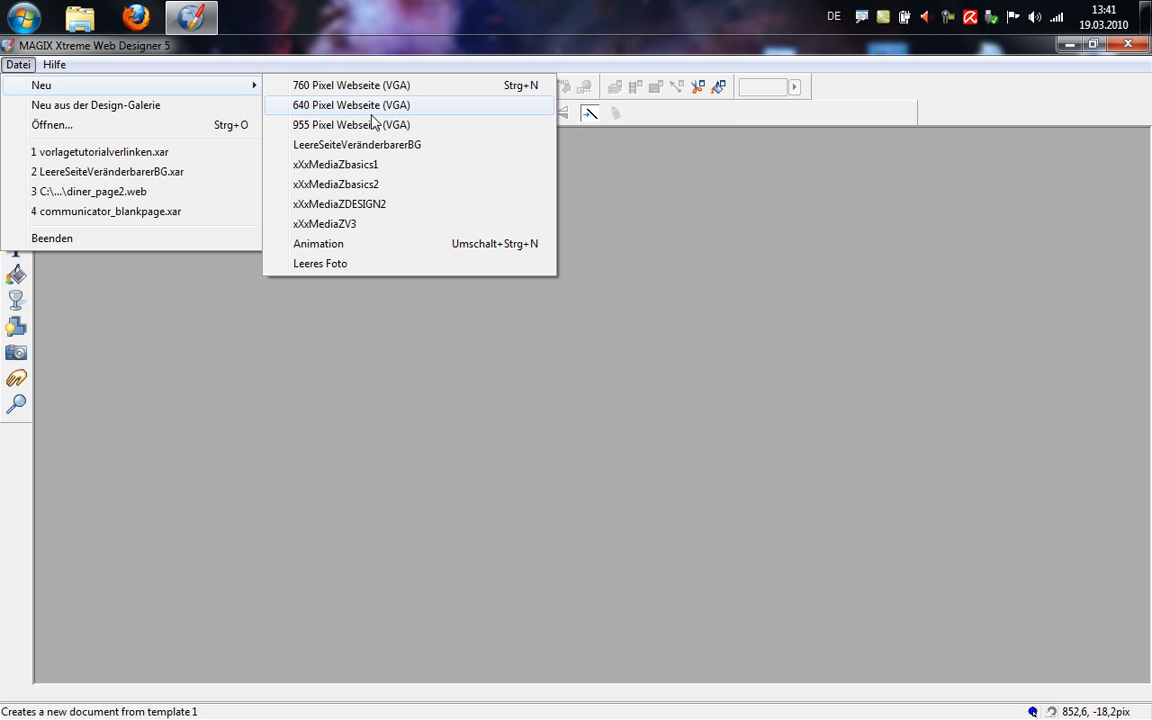 DE
13:41
19.03.2010
MAGIX Xtreme Web Designer 5
Datei Hilfe
Neu
Neu aus der Design-Galerie
Öffnen... Strg+O
1 vorlagetutorialverlinken.xar
2 LeereSeiteVeränderbarerBG.xar
3 C:\...\diner_page2.web
4 communicator_blankpage.xar
Beenden
760 Pixel Webseite (VGA) Strg+N
640 Pixel Webseite (VGA)
955 Pixel Webseite (VGA)
LeereSeiteVeränderbarerBG
xXxMediaZbasics1
xXxMediaZbasics2
xXxMediaZDESIGN2
xXxMediaZV3
Animation Umschalt+Strg+N
Leeres Foto
Creates a new document from template 1
852,6, -18,2pix